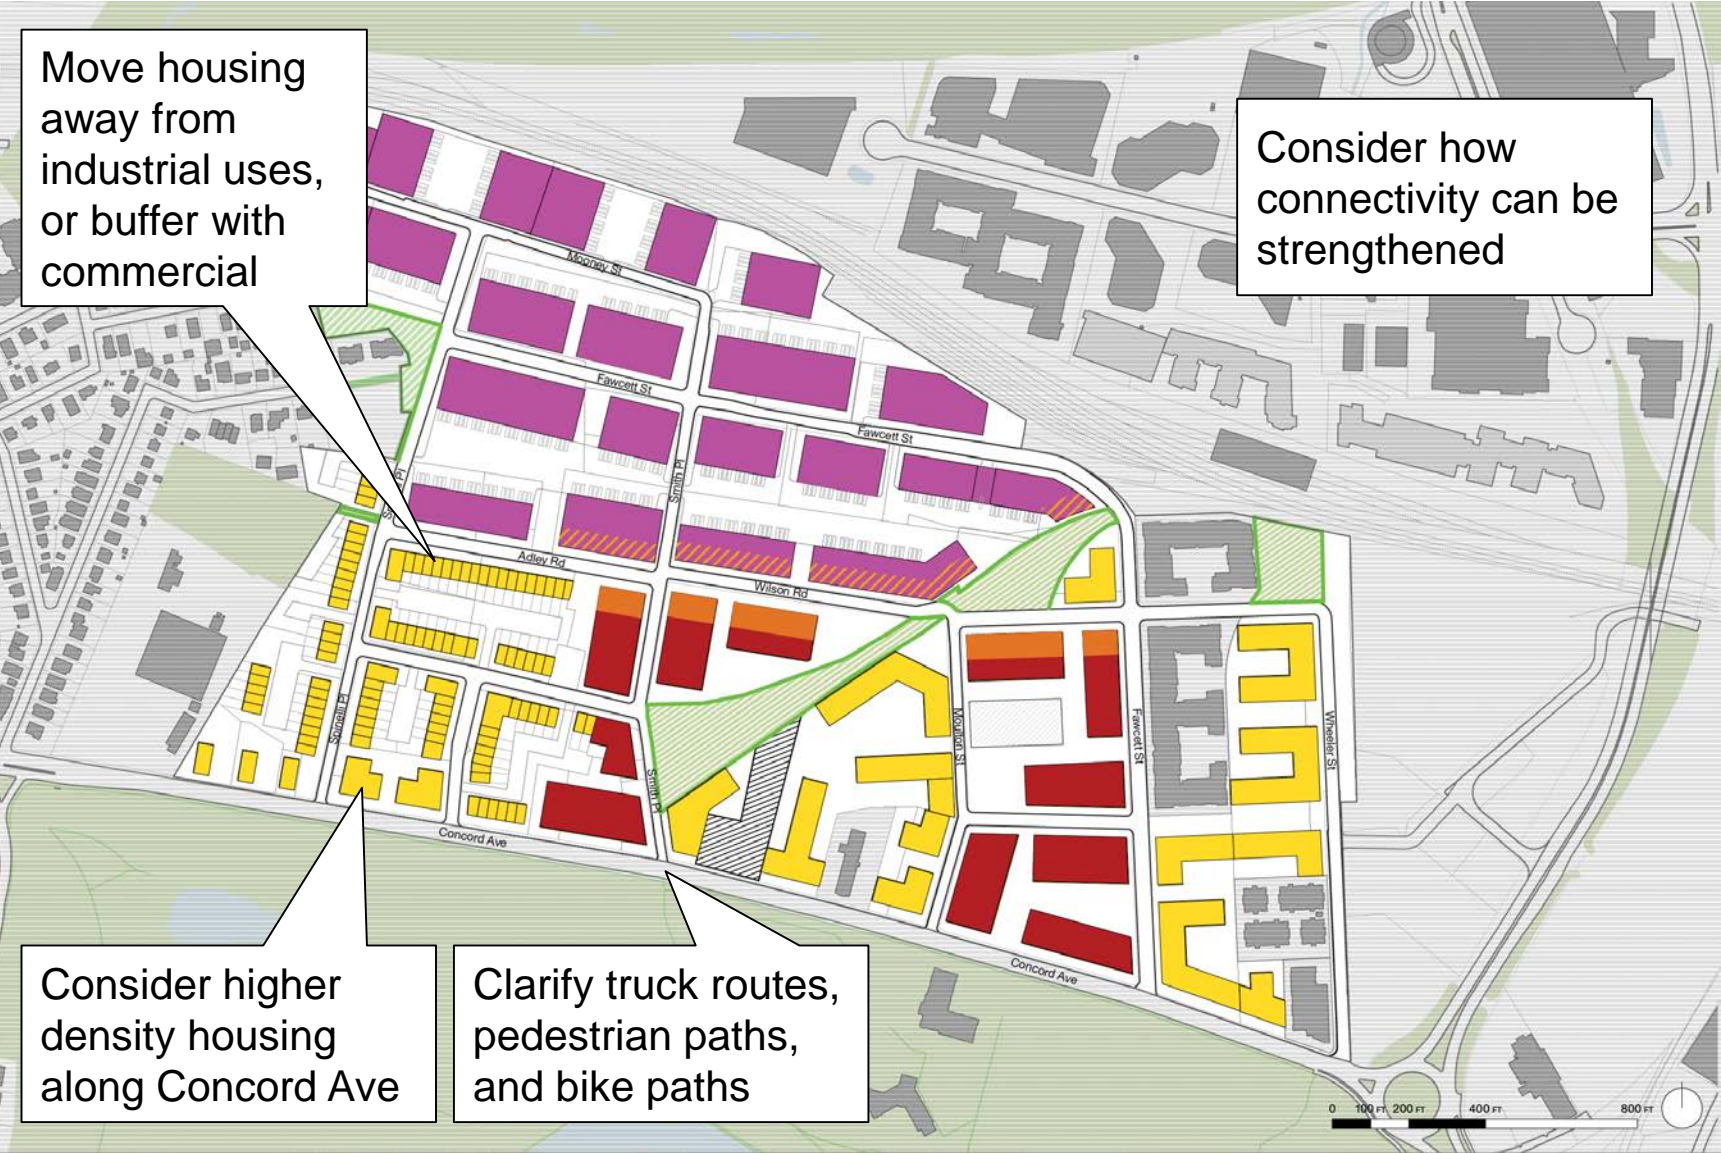 Move housing
away from
industrial uses,
or buffer with
commercial
Consider how
connectivity can be
strengthened
Mooney St
Fawcett St
Fawcett St
Smith Pl
Adley Rd
Wilson Rd
Spinelli Pl
Smith Pl
Moulton St
Fawcett St
Wheeler St
Concord Ave
Concord Ave
Consider higher
density housing
along Concord Ave
Clarify truck routes,
pedestrian paths,
and bike paths
0 100 FT 200 FT 400 FT 800 FT